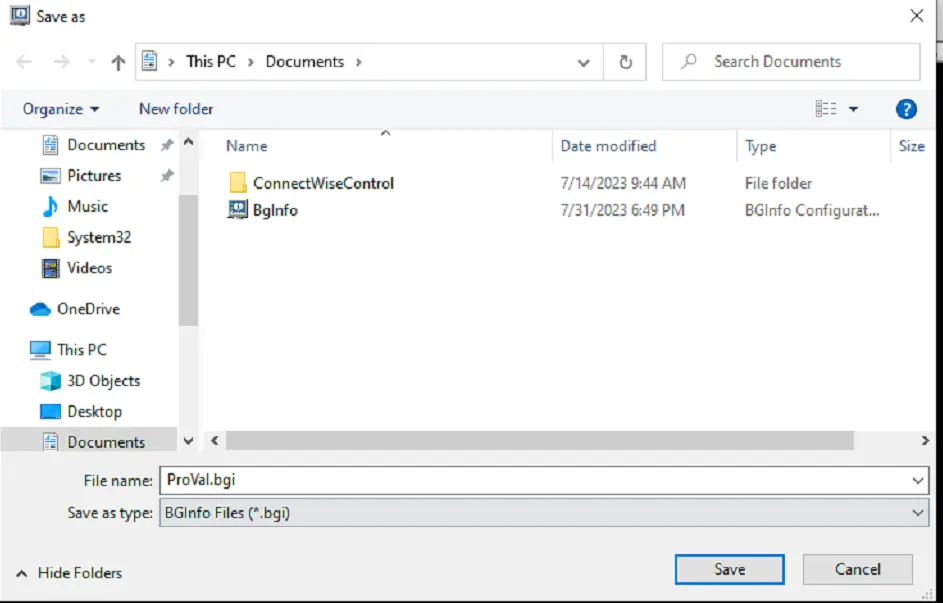 Save as
This PC > Documents >
Search Documents
Organize
New folder
?
Documents
Pictures
Music
System32
Videos
OneDrive
This PC
3D Objects
Desktop
Documents
Name Date modified Type Size
ConnectWiseControl 7/14/2023 9:44 AM File folder
BgInfo 7/31/2023 6:49 PM BGInfo Configurat...
File name: ProVal.bgi
Save as type: BGInfo Files (*.bgi)
Hide Folders
Save
Cancel